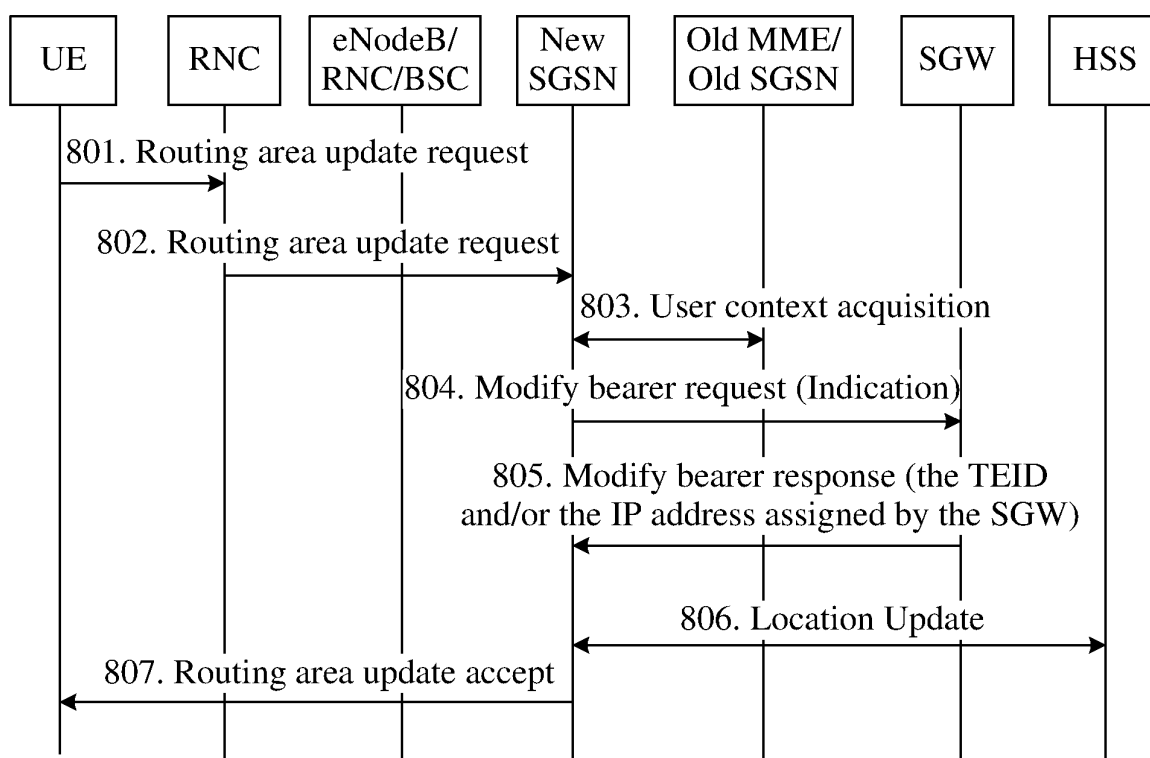 UE
RNC
eNodeB/
RNC/BSC
New
SGSN
Old MME/
Old SGSN
SGW
HSS
801. Routing area update request
802. Routing area update request
803. User context acquisition
804. Modify bearer request (Indication)
805. Modify bearer response (the TEID
and/or the IP address assigned by the SGW)
806. Location Update
807. Routing area update accept